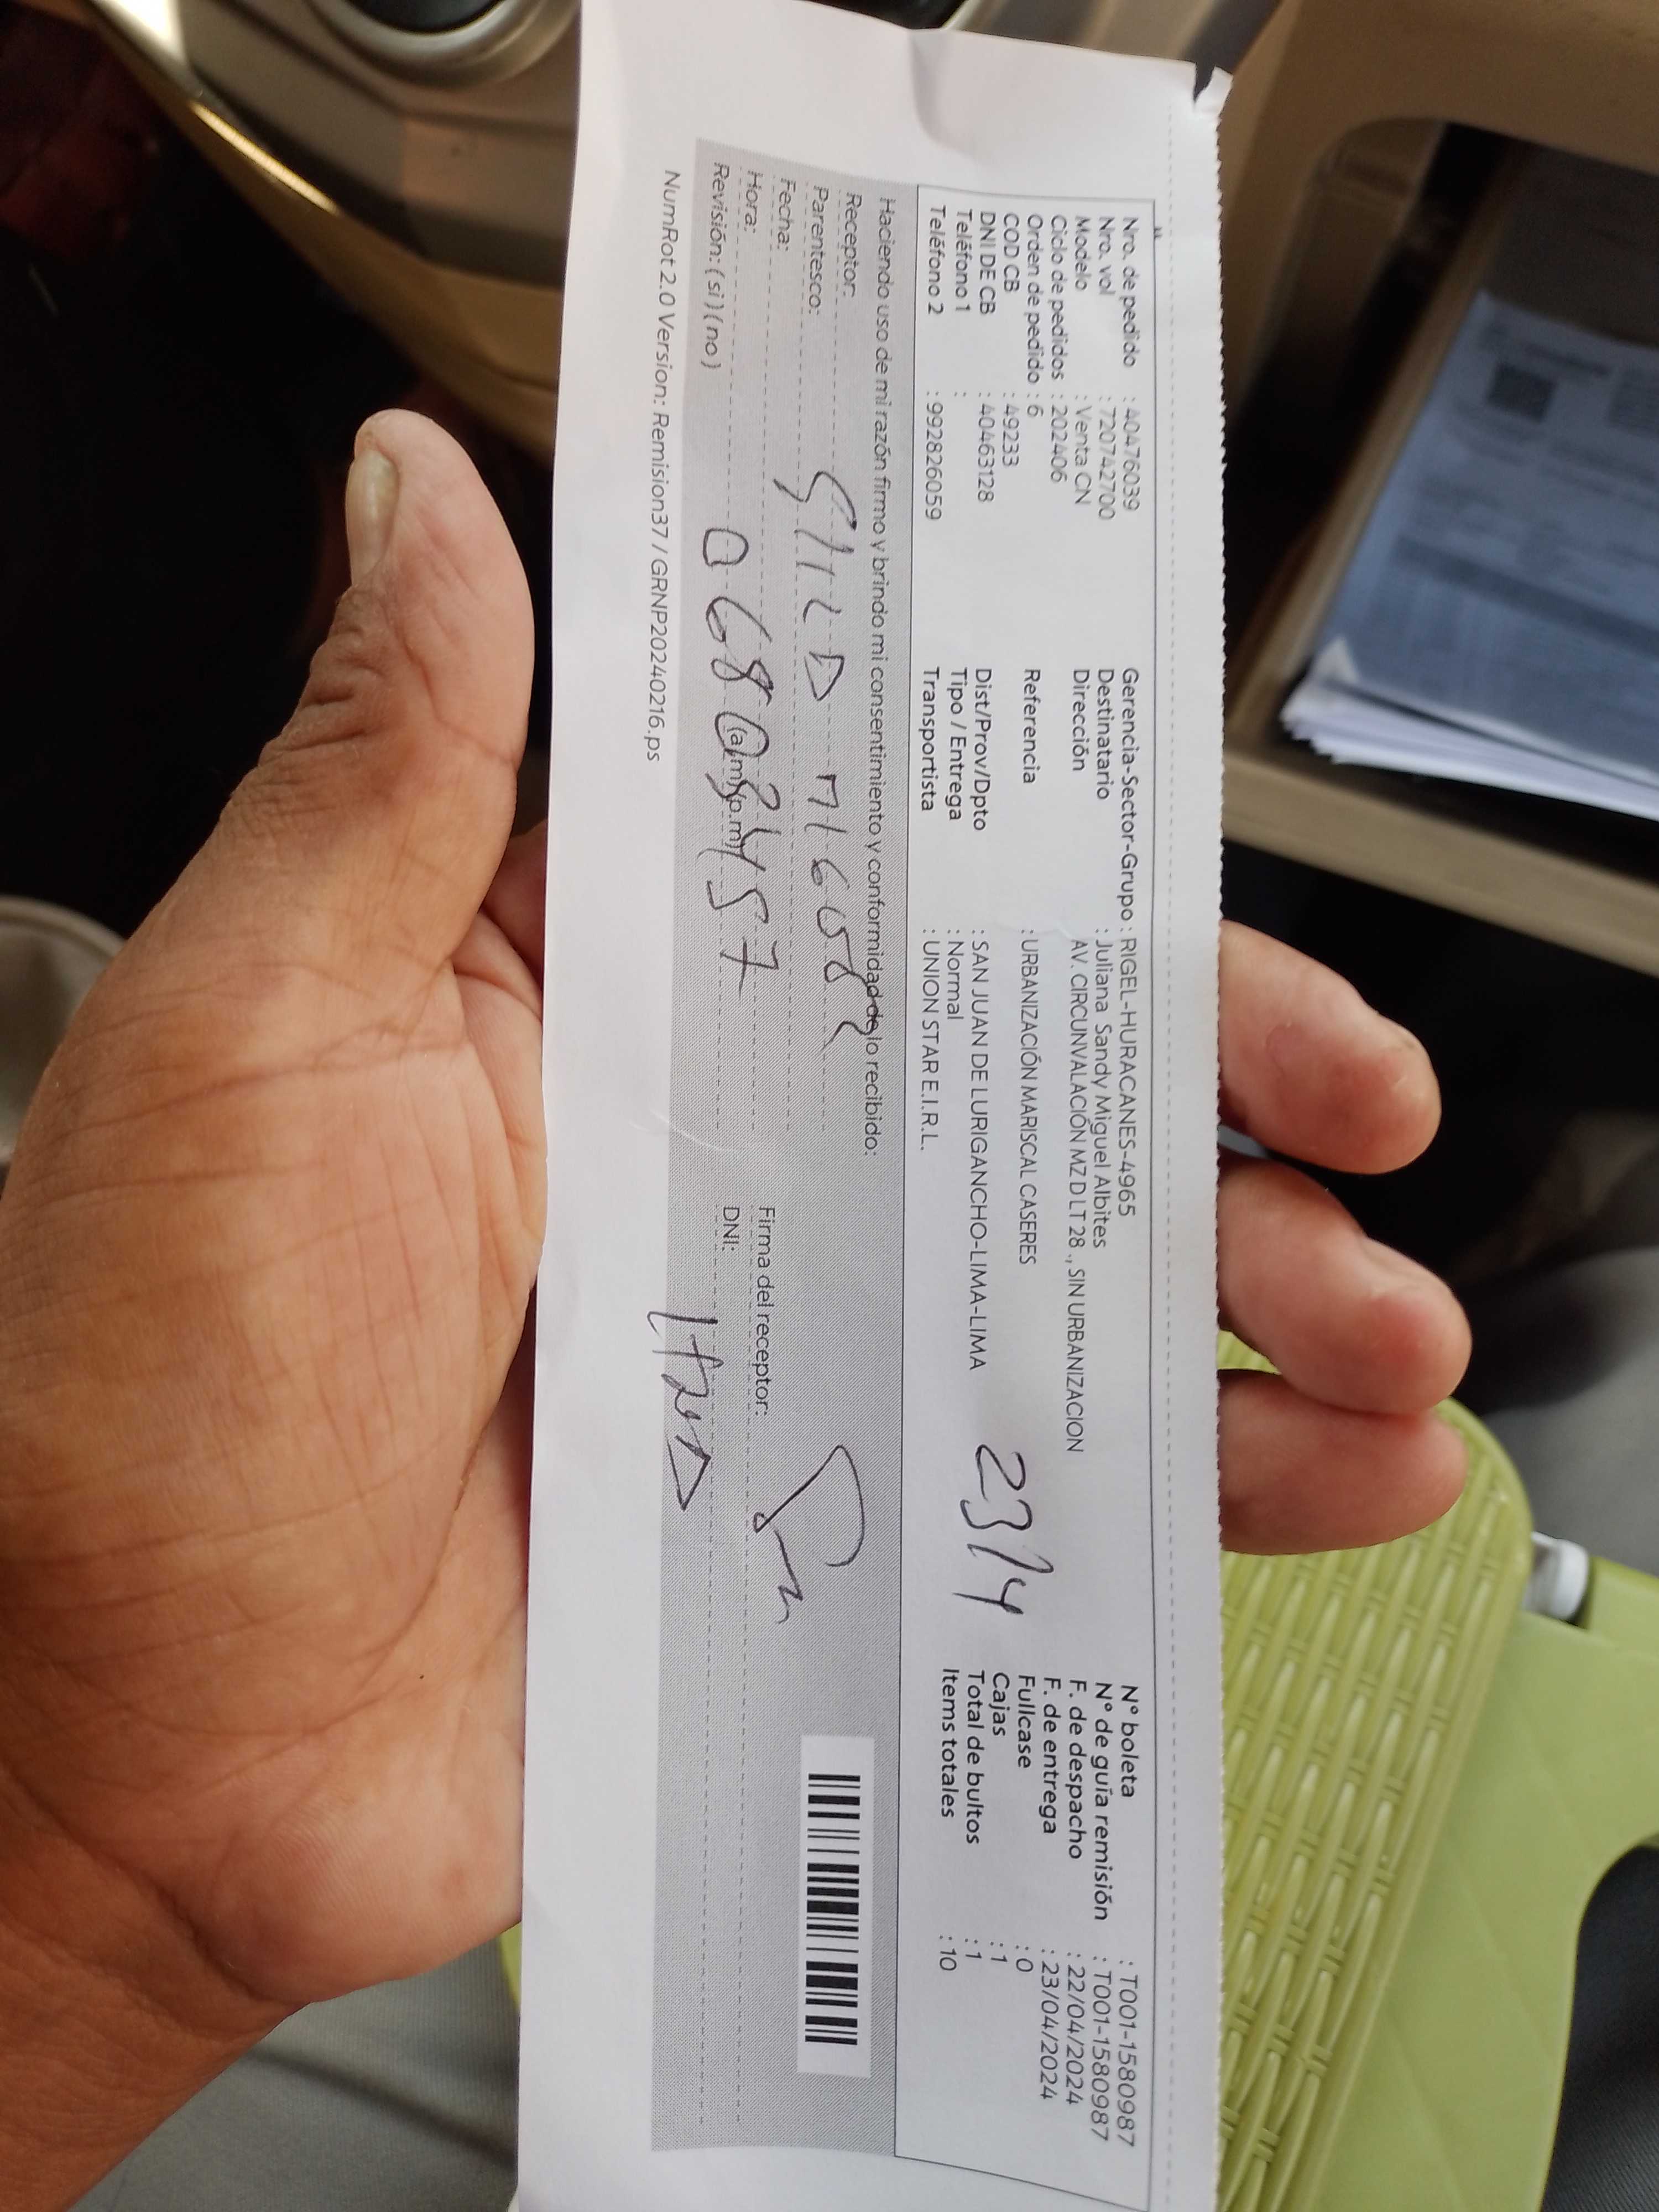 Nro. de pedido : 40476039
Nro. vol : 720742700
Modelo : Venta CN
Ciclo de pedidos : 202406
Orden de pedido : 6
COD CB : 49233
DNI DE CB : 40463128
Teléfono 1 :
Teléfono 2 : 992826059
Gerencia-Sector-Grupo : RIGEL-HURACANES-4965
Destinatario : Juliana Sandy Miguel Albites
Dirección AV. CIRCUNVALACIÓN MZ D LT 28 ., SIN URBANIZACION
Referencia : URBANIZACIÓN MARISCAL CASERES
Dist/Prov/Dpto : SAN JUAN DE LURIGANCHO-LIMA-LIMA
Tipo / Entrega : Normal
Transportista : UNION STAR E.I.R.L.
2314
N° boleta : T001-1580987
N° de guía remisión : T001-1580987
F. de despacho : 22/04/2024
F. de entrega : 23/04/2024
Fullcase : 0
Cajas : 1
Total de bultos : 1
Items totales : 10
Haciendo uso de mi razón firmo y brindo mi consentimiento y conformidad de lo recibido:
Receptor:
Parentesco:
Fecha:
Hora: (a.m/p.m)
Revisión: ( si ) ( no )
Firma del receptor:
DNI:
NumRot 2.0 Version: Remision37 / GRNP20240216.ps